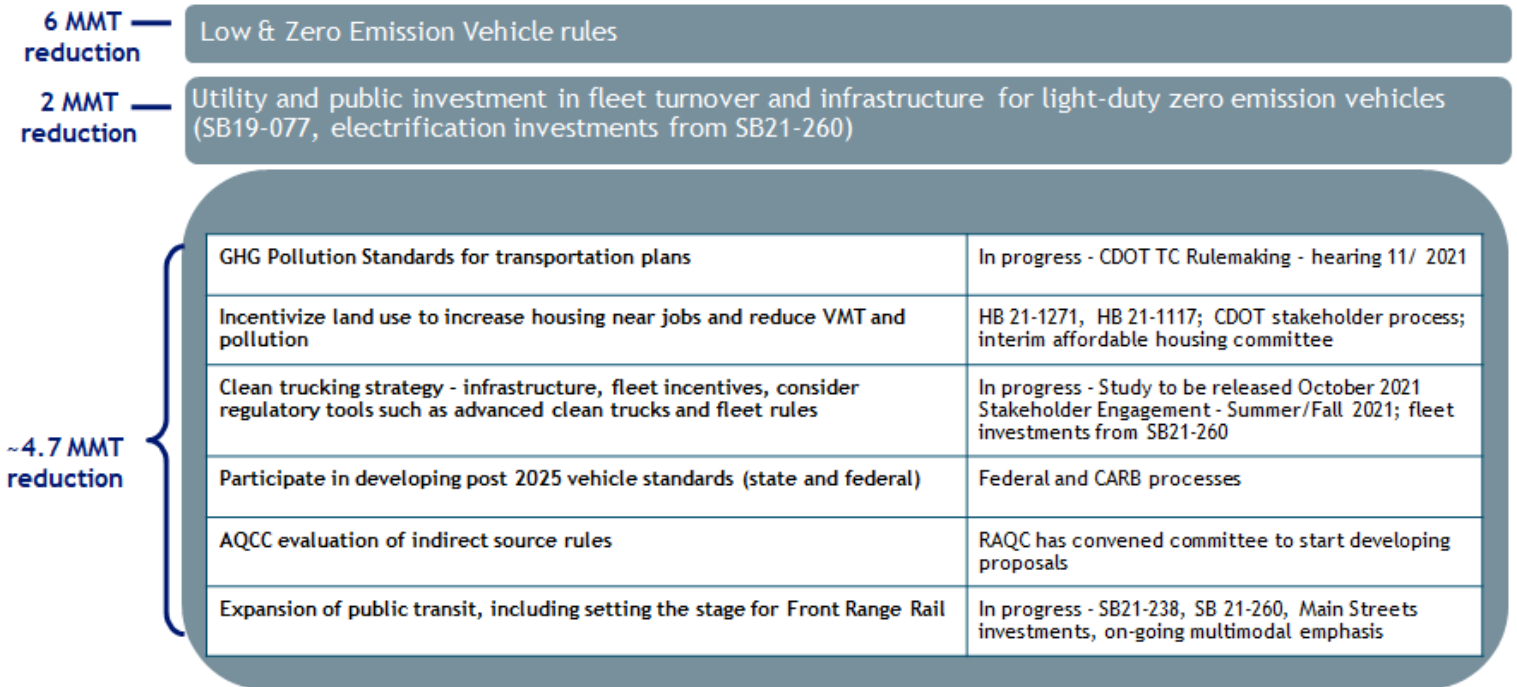 6 MMT
reduction
Low & Zero Emission Vehicle rules
2 MMT
reduction
Utility and public investment in fleet turnover and infrastructure for light-duty zero emission vehicles
(SB19-077, electrification investments from SB21-260)
~4.7 MMT
reduction
GHG Pollution Standards for transportation plans
In progress - CDOT TC Rulemaking - hearing 11/ 2021
Incentivize land use to increase housing near jobs and reduce VMT and
pollution
HB 21-1271, HB 21-1117; CDOT stakeholder process;
interim affordable housing committee
Clean trucking strategy - infrastructure, fleet incentives, consider
regulatory tools such as advanced clean trucks and fleet rules
In progress - Study to be released October 2021
Stakeholder Engagement - Summer/Fall 2021; fleet
investments from SB21-260
Participate in developing post 2025 vehicle standards (state and federal)
Federal and CARB processes
AQCC evaluation of indirect source rules
RAQC has convened committee to start developing
proposals
Expansion of public transit, including setting the stage for Front Range Rail
In progress - SB21-238, SB 21-260, Main Streets
investments, on-going multimodal emphasis